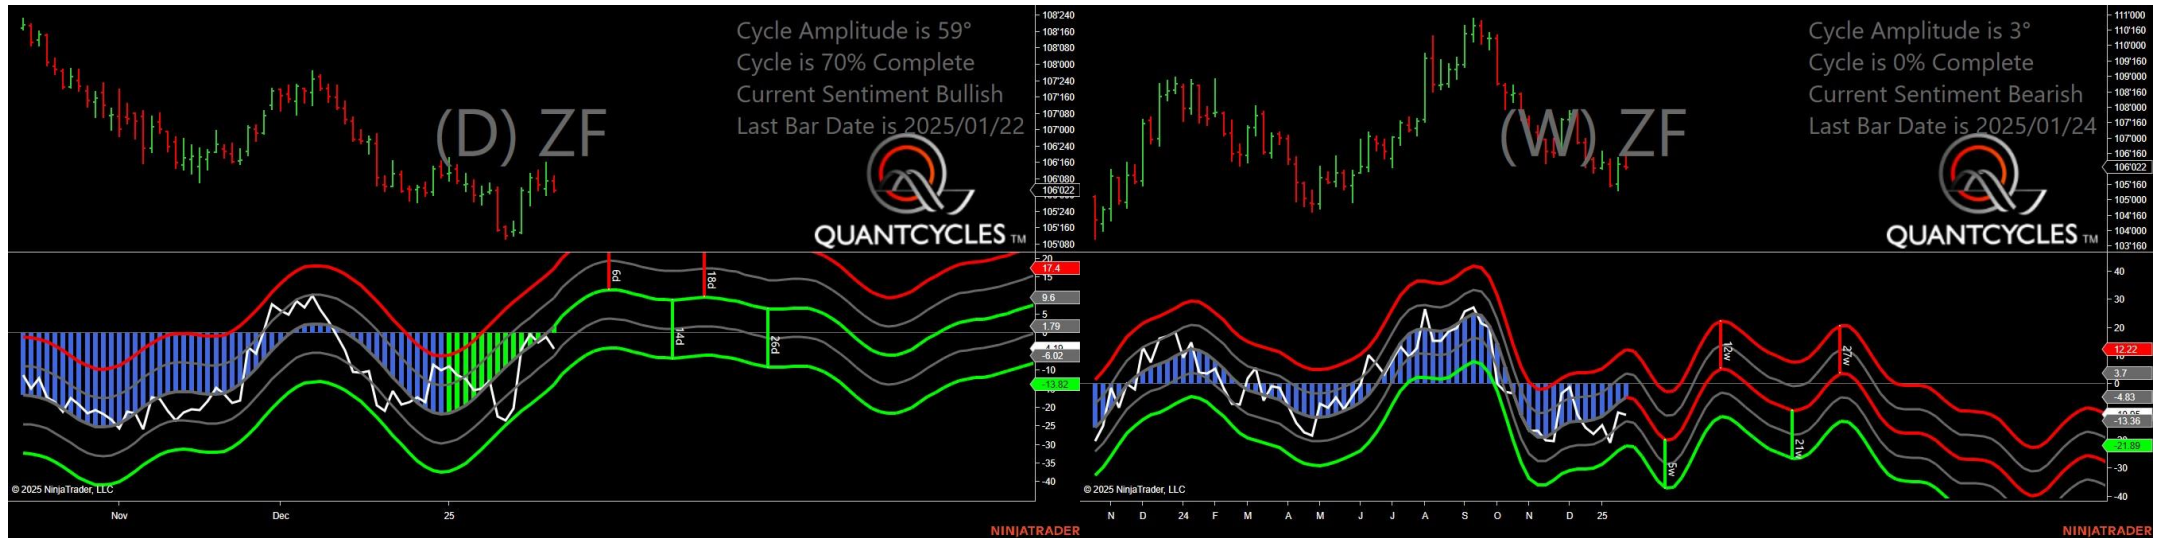 Cycle Amplitude is 59°
Cycle is 70% Complete
Current Sentiment Bullish
Last Bar Date is 2025/01/22
(D) ZF
QUANTCYCLES TM
108'240
108'160
108'080
108'000
107'240
107'160
107'080
107'000
106'240
106'160
106'080
106'022
105'240
105'160
105'080
20
17.4
15
9.6
5
1.79
0
-6.02
-10
-13.82
-20
-25
-30
-35
-40
6d
18d
14d
26d
© 2025 NinjaTrader, LLC
Nov
Dec
25
NINJATRADER
Cycle Amplitude is 3°
Cycle is 0% Complete
Current Sentiment Bearish
Last Bar Date is 2025/01/24
(W) ZF
QUANTCYCLES TM
111'000
110'160
110'000
109'160
109'000
108'160
108'000
107'160
107'000
106'160
106'022
105'160
105'000
104'160
104'000
103'160
40
30
20
12.22
3.7
0
-4.83
-13.36
-21.89
-30
-40
12w
27w
5w
21w
© 2025 NinjaTrader, LLC
N D 24 F M A M J J A S O N D 25
NINJATRADER